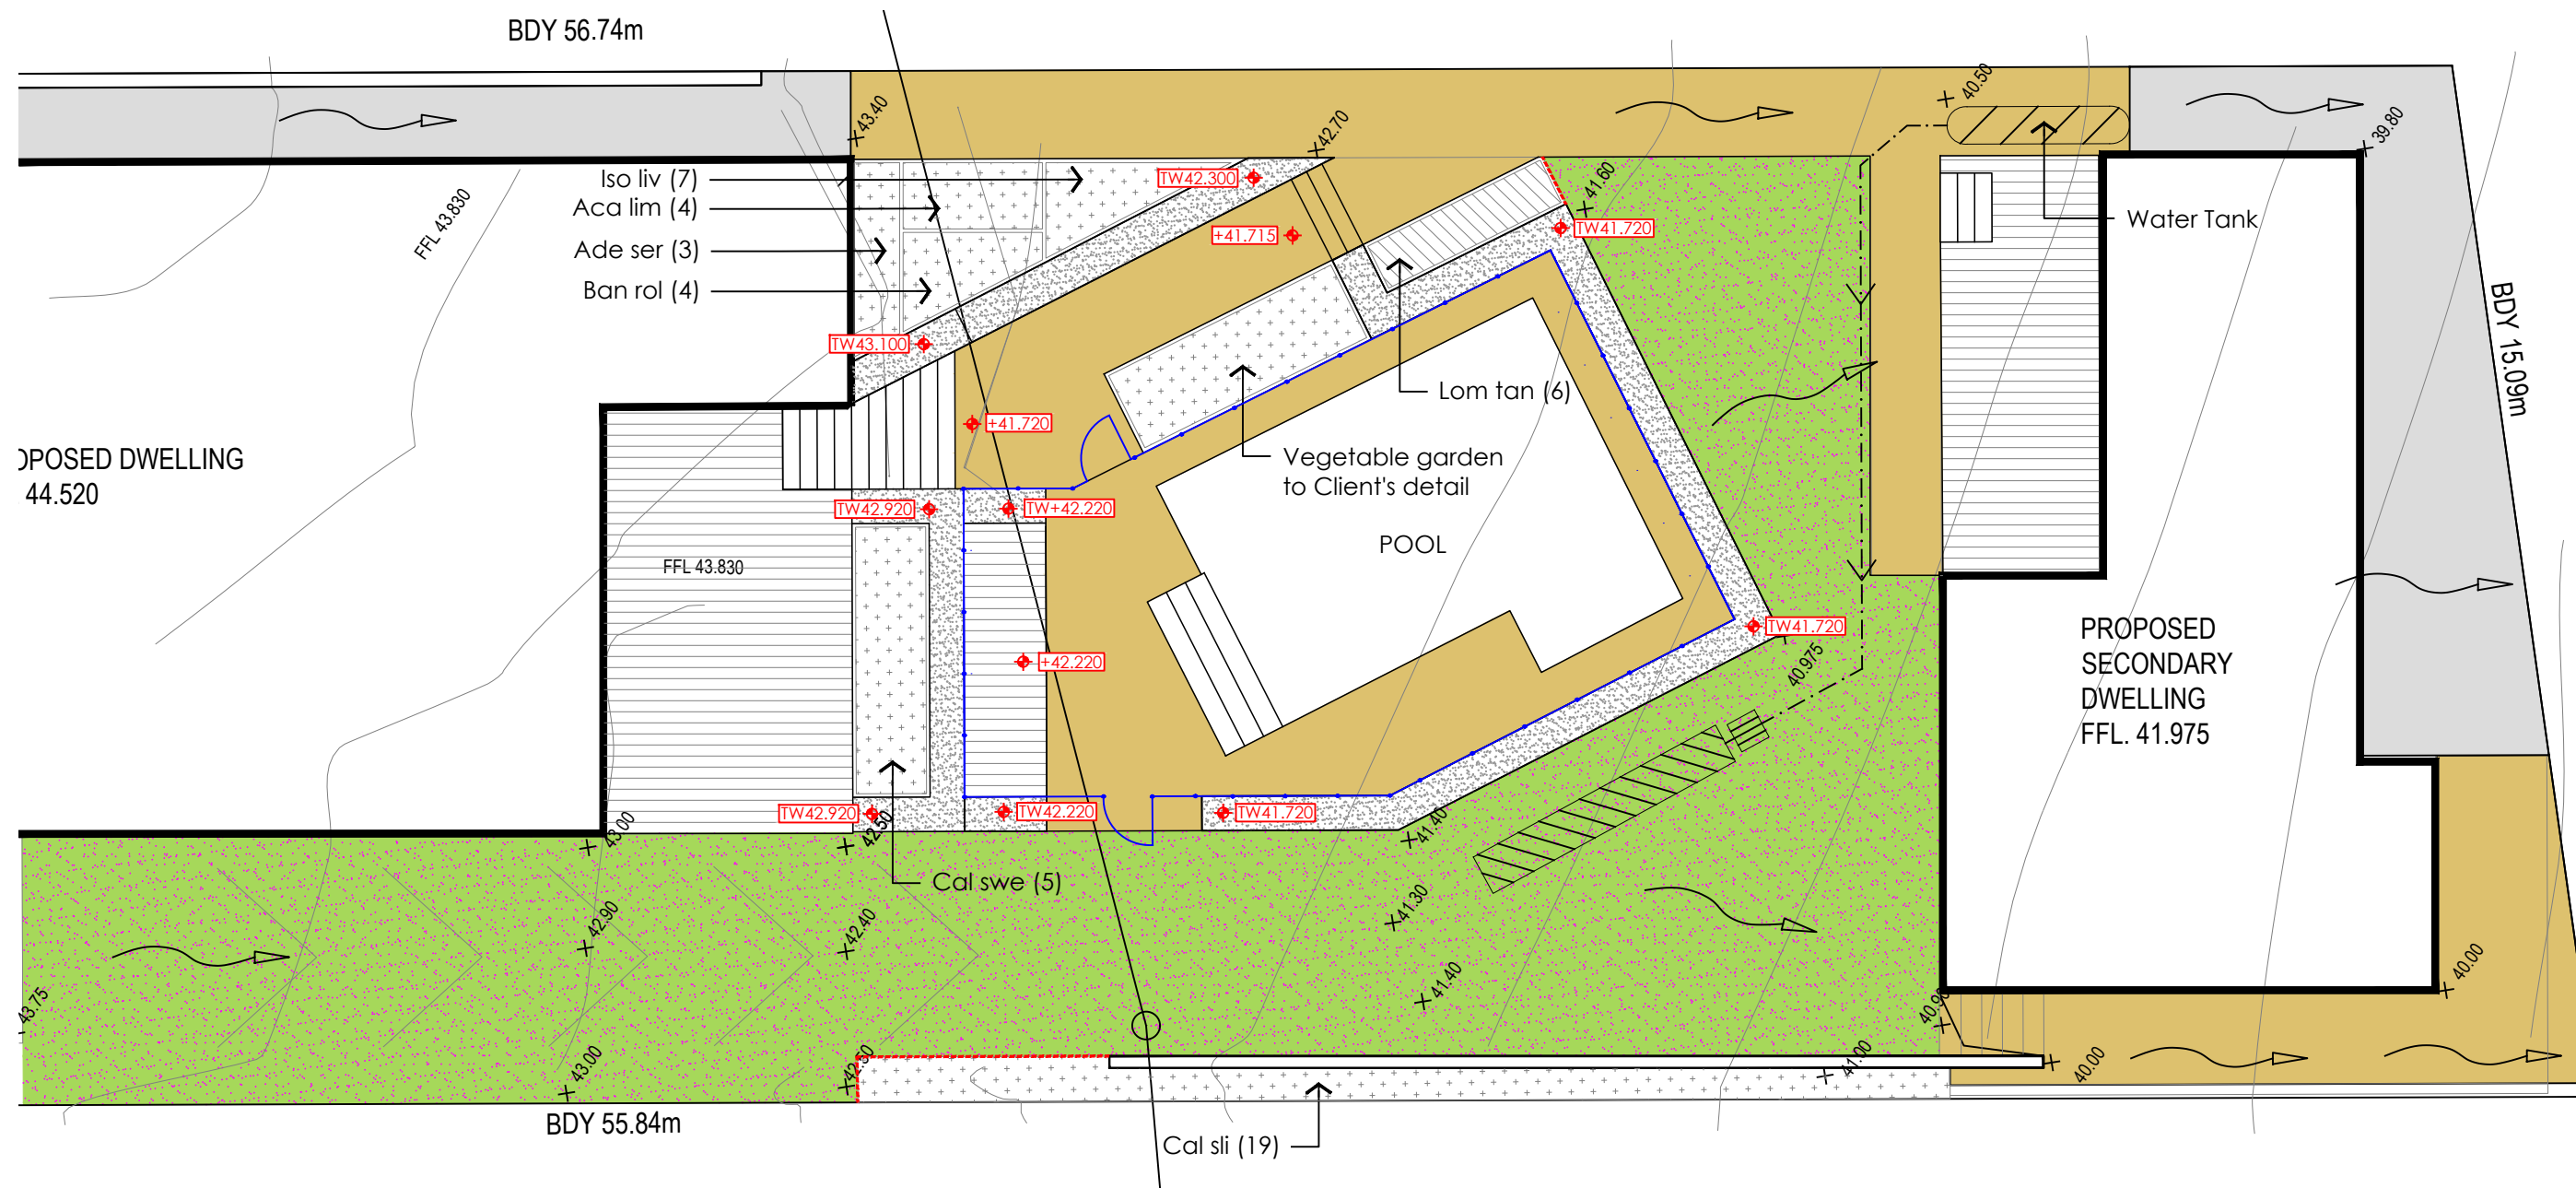 BDY 56.74m
43.40
42.70
40.50
39.80
Iso liv (7)
TW42.300
Aca lim (4)
41.60
FFL 43.830
Water Tank
TW41.720
+41.715
Ade ser (3)
Ban rol (4)
BDY 15.09m
TW43.100
Lom tan (6)
+41.720
OPOSED DWELLING
44.520
Vegetable garden
to Client's detail
TW42.920
TW+42.220
POOL
FFL 43.830
PROPOSED
SECONDARY
DWELLING
FFL. 41.975
TW41.720
+42.220
40.975
TW42.920
TW42.220
TW41.720
43.00
42.50
41.40
Cal swe (5)
42.90
42.40
41.30
40.00
41.40
43.75
43.00
41.00
40.00
BDY 55.84m
Cal sli (19)